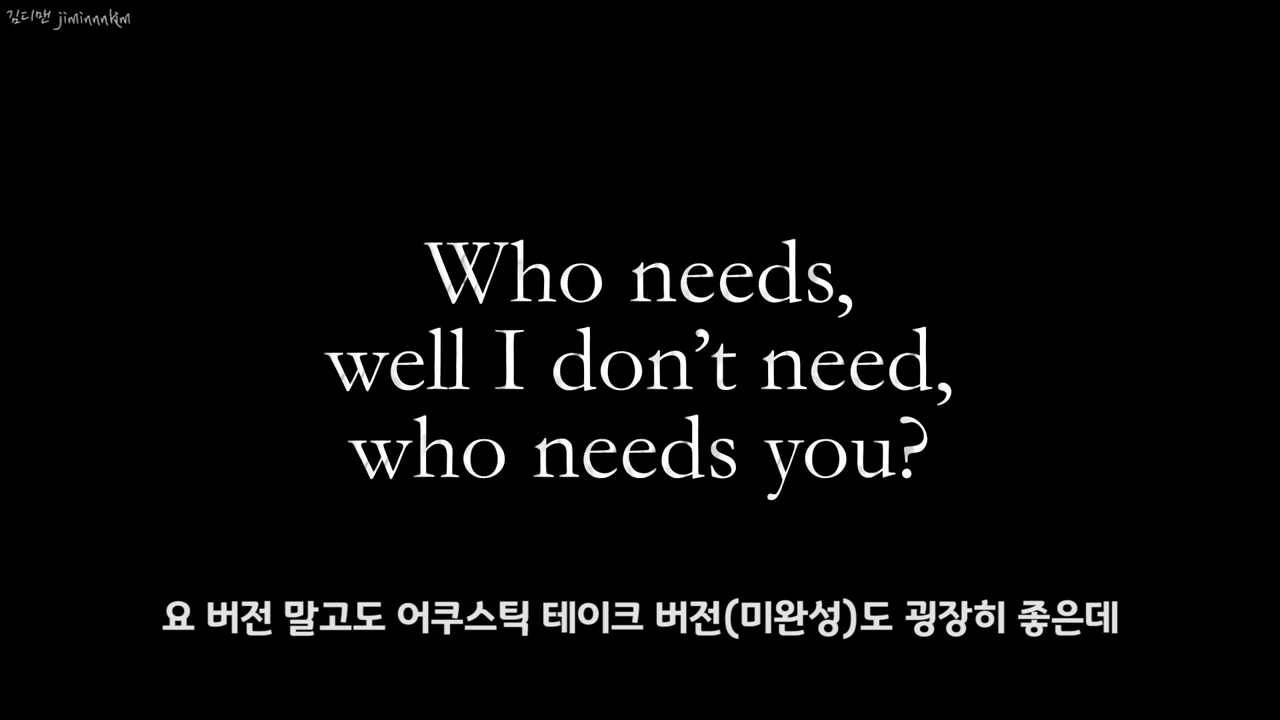 김디맨 jiminnnkim
Who needs,
well I don’t need,
who needs you?
요 버전 말고도 어쿠스틱 테이크 버전(미완성)도 굉장히 좋은데